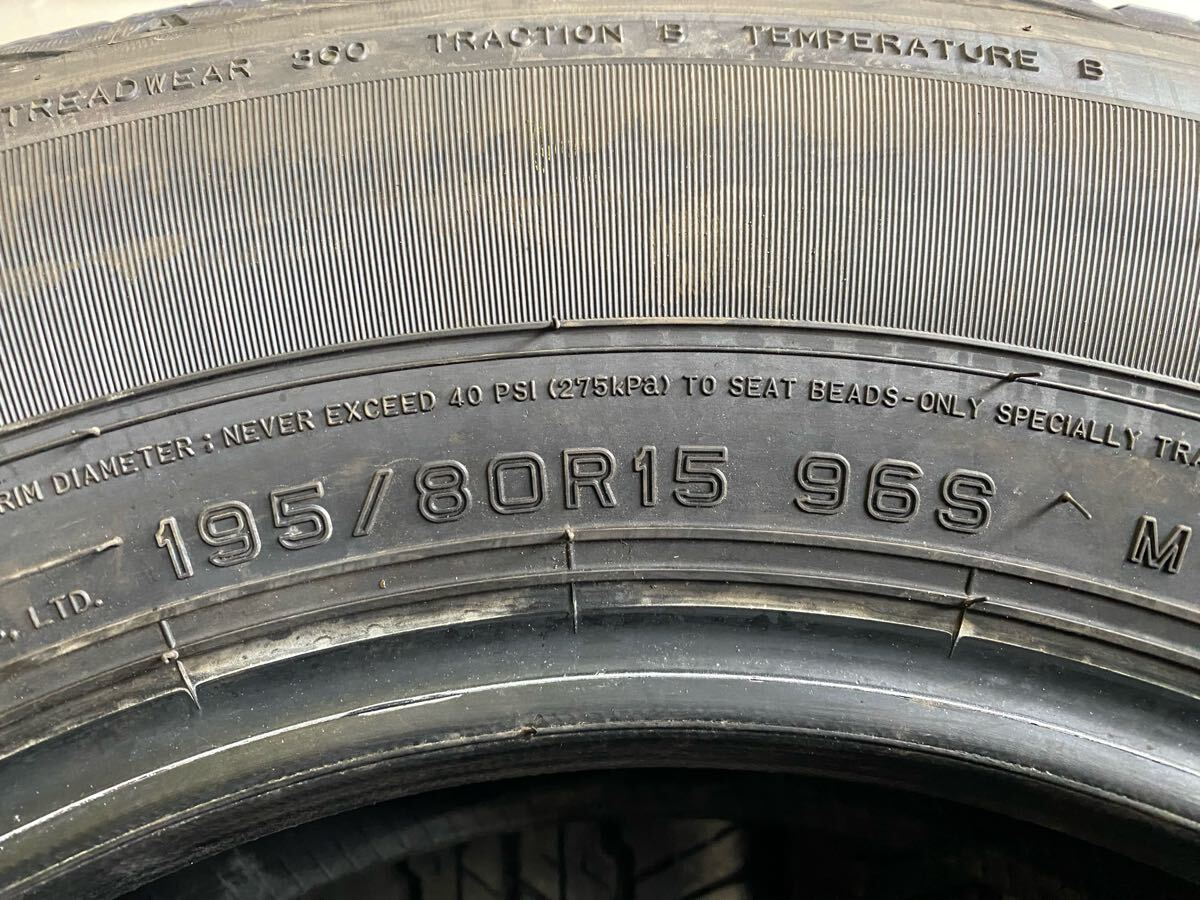 TREADWEAR 360 TRACTION B TEMPERATURE B
RIM DIAMETER : NEVER EXCEED 40 PSI (275kPa) TO SEAT BEADS-ONLY SPECIALLY TRA
195/80R15 96S M
, LTD.